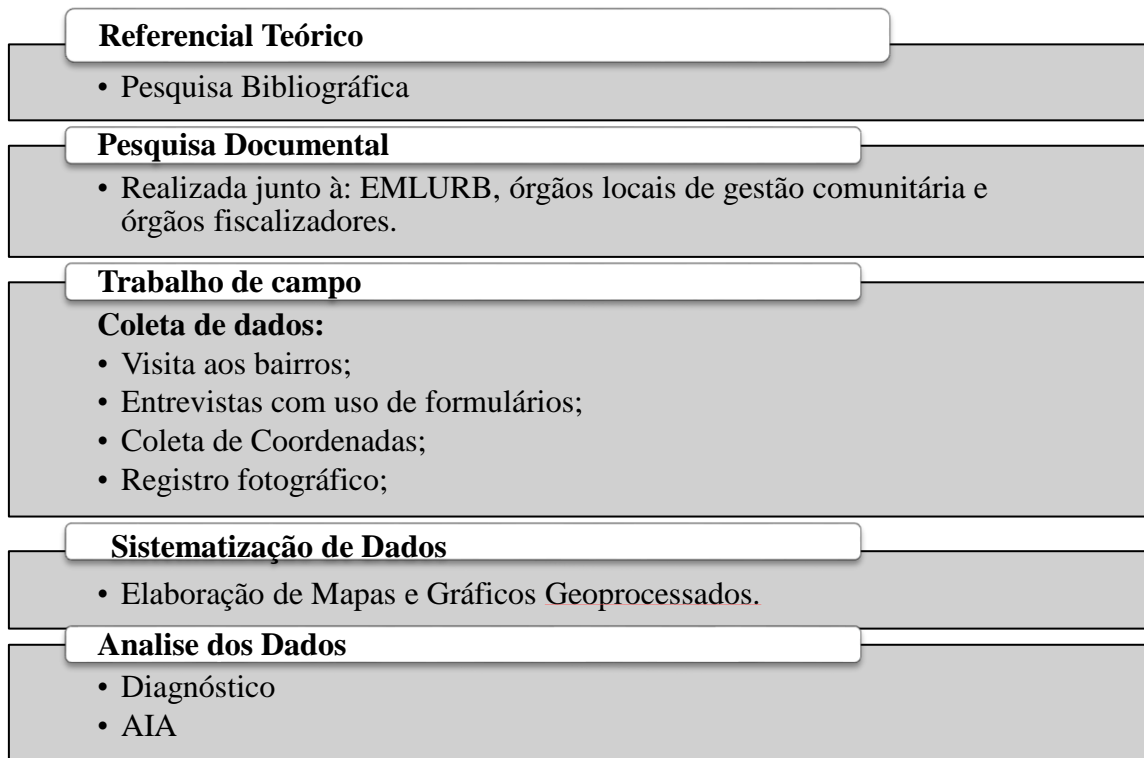 Referencial Teórico
• Pesquisa Bibliográfica
Pesquisa Documental
• Realizada junto à: EMLURB, órgãos locais de gestão comunitária e
órgãos fiscalizadores.
Trabalho de campo
Coleta de dados:
• Visita aos bairros;
• Entrevistas com uso de formulários;
• Coleta de Coordenadas;
• Registro fotográfico;
Sistematização de Dados
• Elaboração de Mapas e Gráficos Geoprocessados.
Analise dos Dados
• Diagnóstico
• AIA